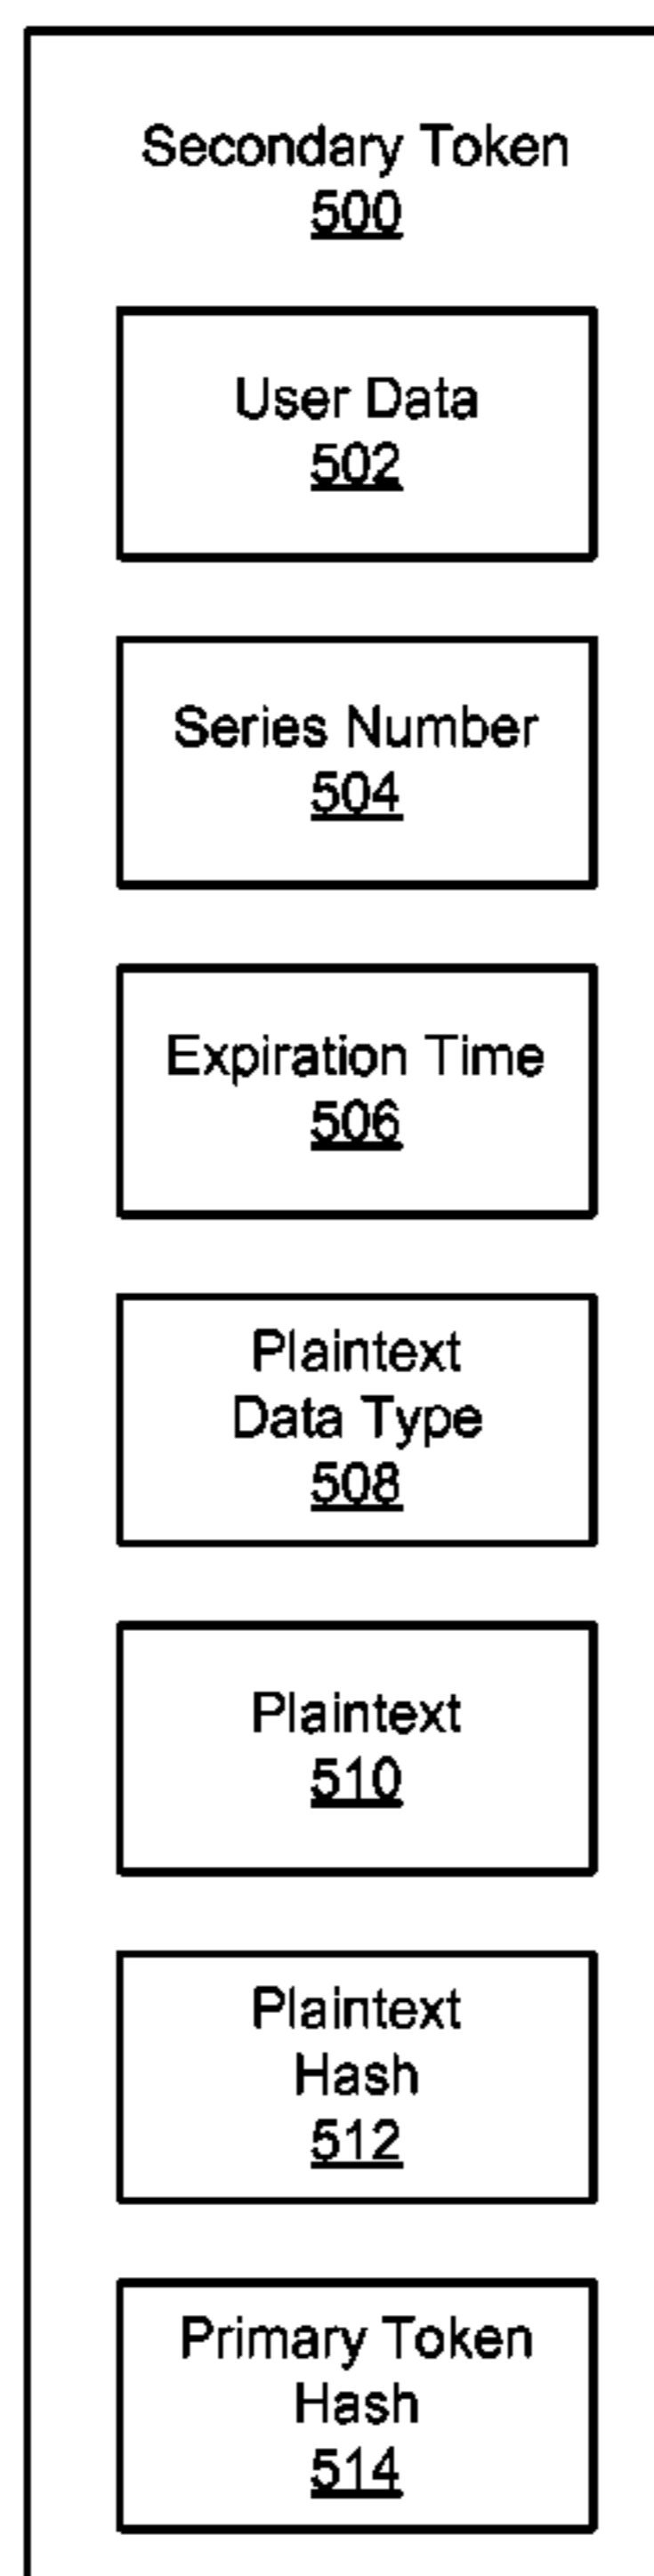 Secondary Token
500
User Data
502
Series Number
504
Expiration Time
506
Plaintext
Data Type
508
Plaintext
510
Plaintext
Hash
512
Primary Token
Hash
514